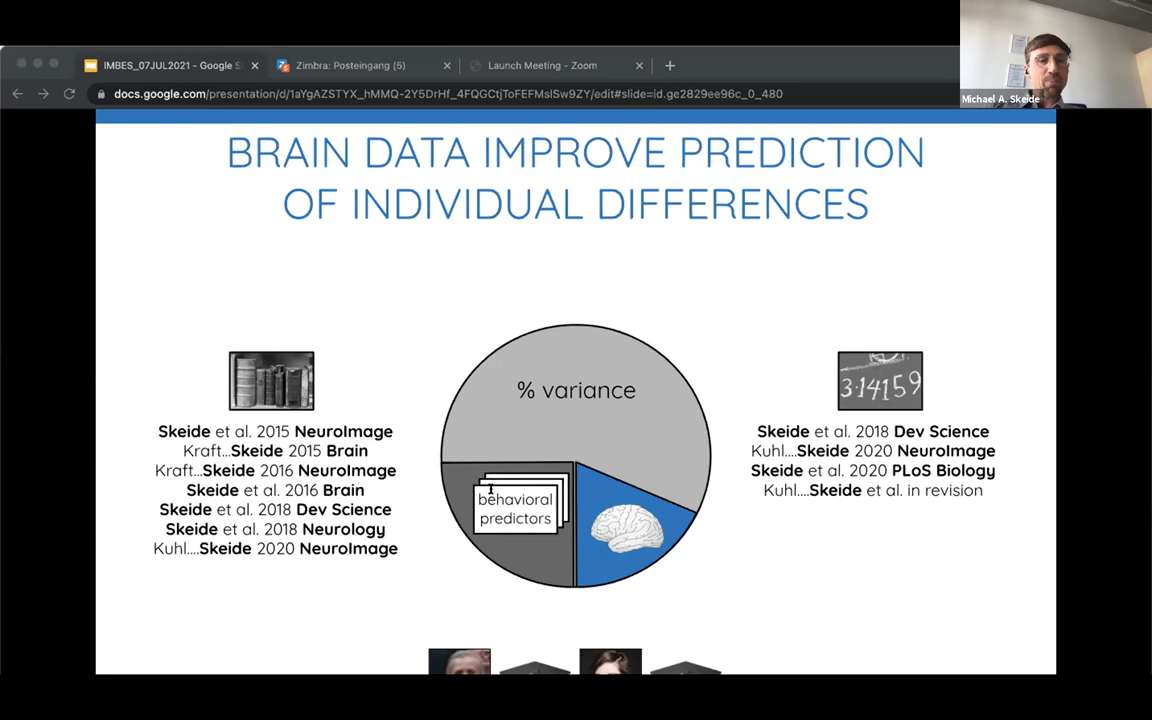 IMBES_07JUL2021 - Google S
Zimbra: Posteingang (5)
Launch Meeting - Zoom
docs.google.com/presentation/d/1aYgAZSTYX_hMMQ-2Y5DrHf_4FQGCtjToFEFMslSw9ZY/edit#slide=id.ge2829ee96c_0_480
Michael A. Skeide
BRAIN DATA IMPROVE PREDICTION
OF INDIVIDUAL DIFFERENCES
Skeide et al. 2015 NeuroImage
Kraft...Skeide 2015 Brain
Kraft...Skeide 2016 NeuroImage
Skeide et al. 2016 Brain
Skeide et al. 2018 Dev Science
Skeide et al. 2018 Neurology
Kuhl....Skeide 2020 NeuroImage
% variance
behavioral
predictors
3.14159
Skeide et al. 2018 Dev Science
Kuhl....Skeide 2020 NeuroImage
Skeide et al. 2020 PLoS Biology
Kuhl....Skeide et al. in revision